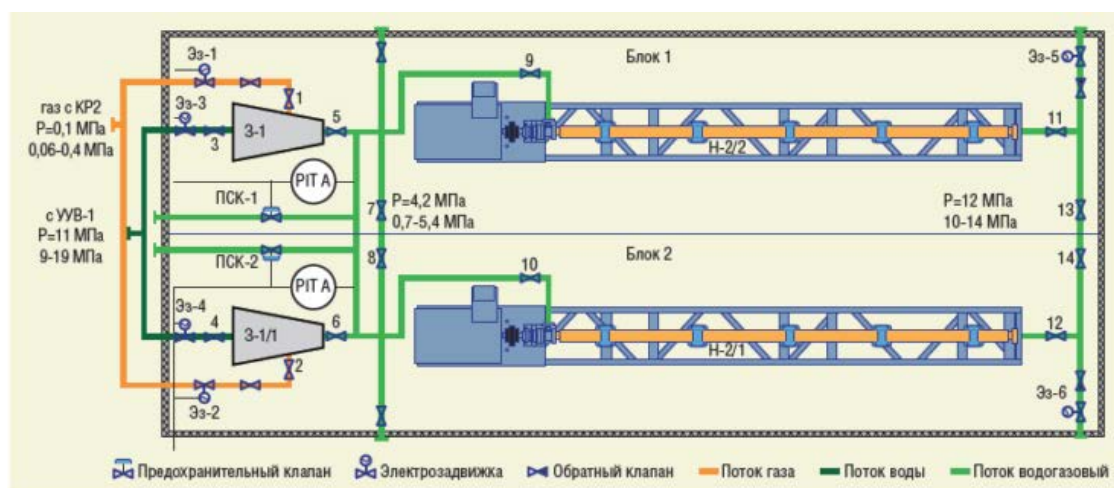 Эз-1
Блок 1
Эз-5
9
газ с КР2
Р=0,1 МПа
0,06-0,4 МПа
Эз-3
1
5
З-1
3
11
Н-2/2
PIT A
ПСК-1
с УУВ-1
Р=11 МПа
9-19 МПа
7
Р=4,2 МПа
0,7-5,4 МПа
Р=12 МПа
10-14 МПа
13
ПСК-2
8
Блок 2
14
10
PIT A
Эз-4
4
З-1/1
6
12
Н-2/1
2
Эз-2
Эз-6
Предохранительный клапан
Электрозадвижка
Обратный клапан
Поток газа
Поток воды
Поток водогазовый